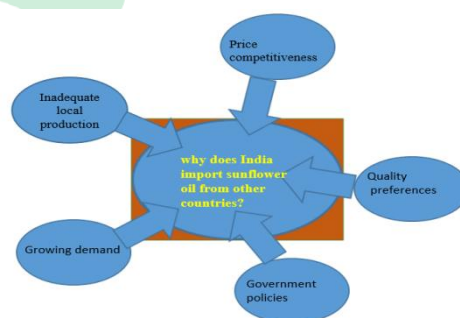 Price
competitiveness
Inadequate
local
production
why does India
import sunflower
oil from other
countries?
Quality
preferences
Growing demand
Government
policies